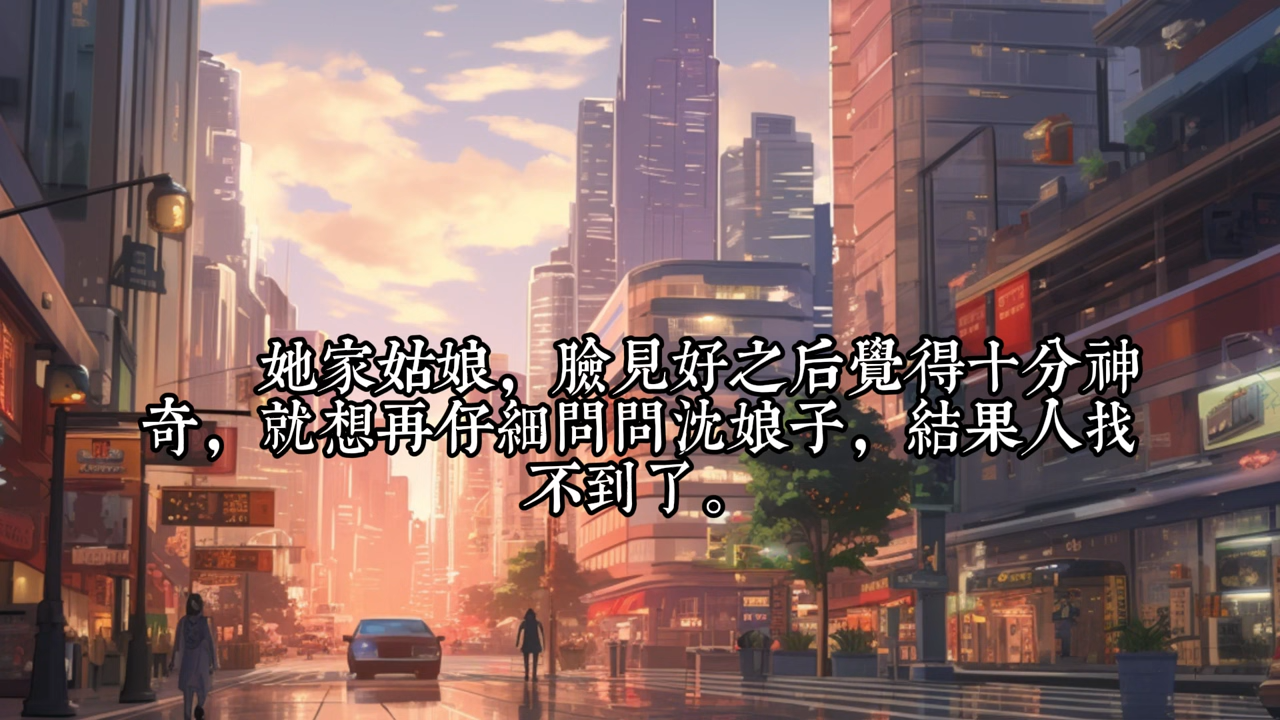 她家姑娘，臉見好之后覺得十分神
奇，就想再仔細問問沈娘子，結果人找
不到了。